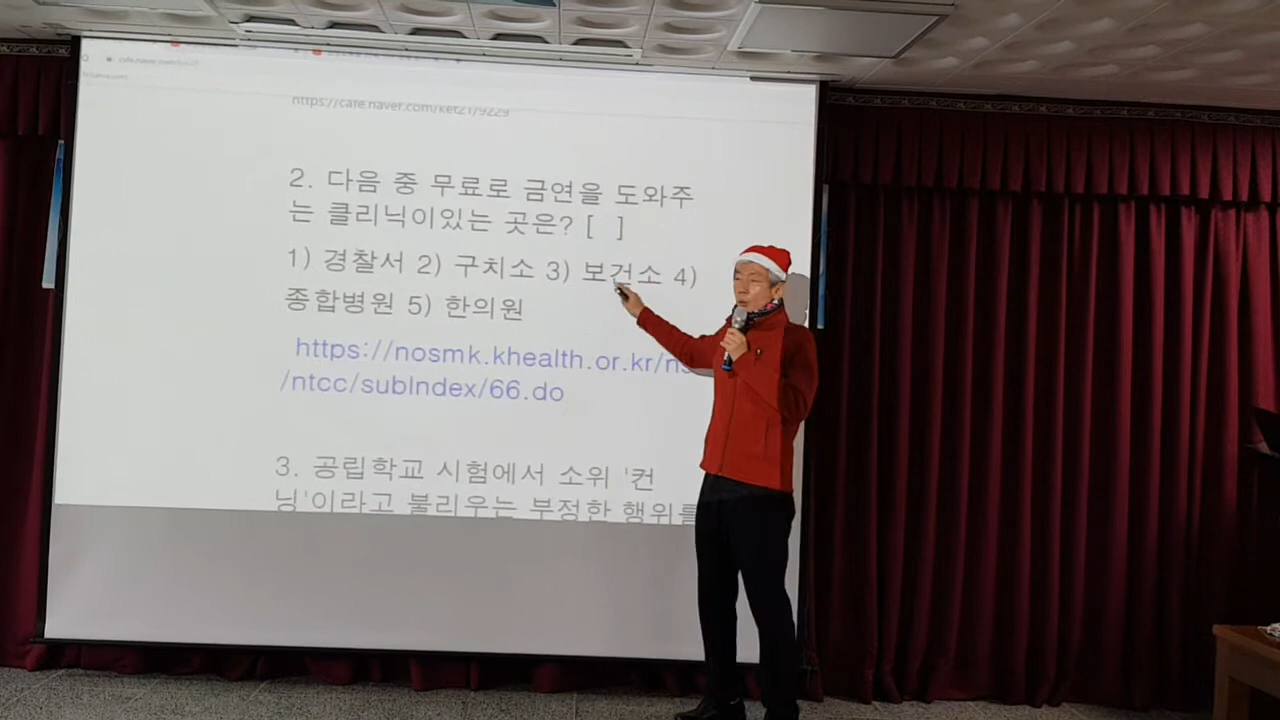 https://cafe.naver.com/ket21/9229
2. 다음 중 무료로 금연을 도와주
는 클리닉이있는 곳은? [ ]
1) 경찰서 2) 구치소 3) 보건소 4)
종합병원 5) 한의원
https://nosmk.khealth.or.kr/ns
/ntcc/subIndex/66.do
3. 공립학교 시험에서 소위 '컨
닝'이라고 불리우는 부정한 행위를